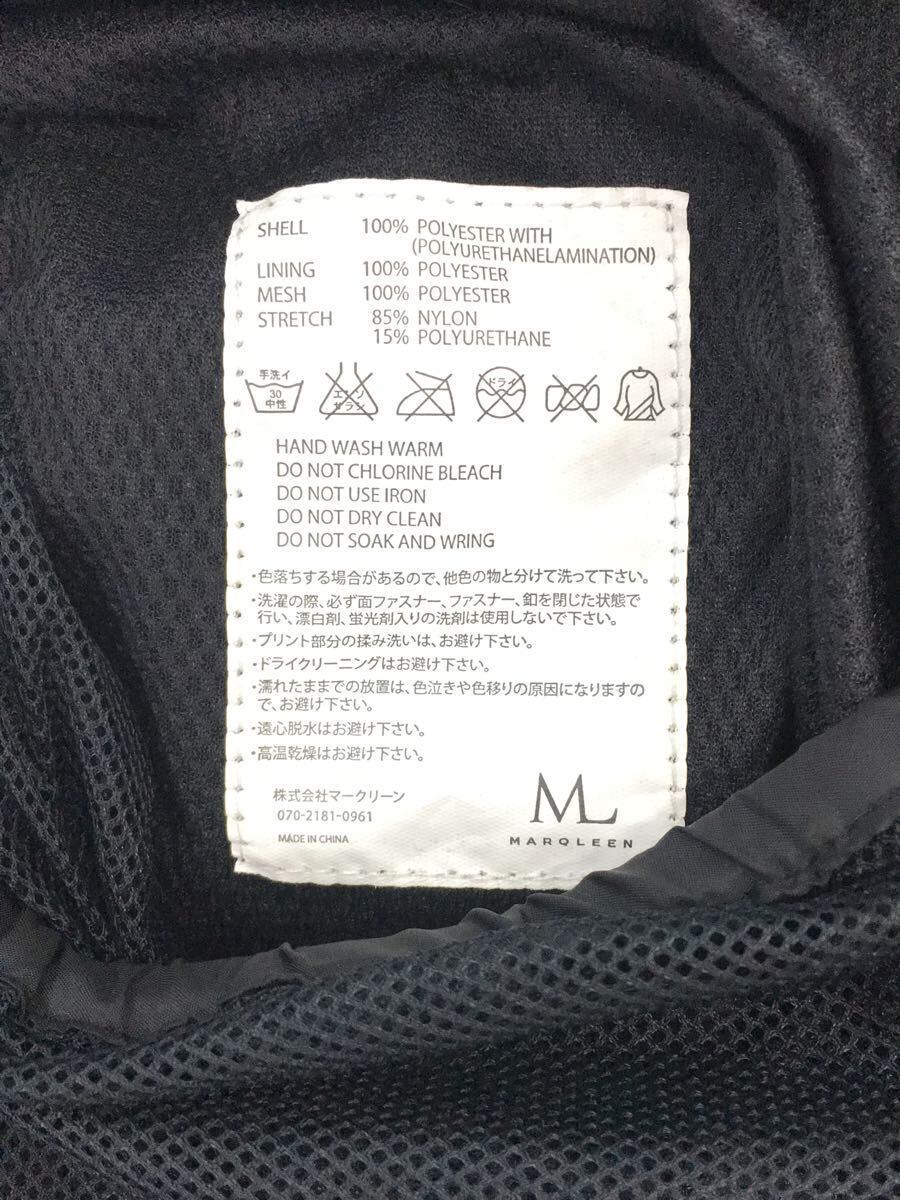 SHELL 100% POLYESTER WITH
(POLYURETHANELAMINATION)
LINING 100% POLYESTER
MESH 100% POLYESTER
STRETCH 85% NYLON
15% POLYURETHANE
手洗イ
30
中性
エンソ
サラシ
ドライ
HAND WASH WARM
DO NOT CHLORINE BLEACH
DO NOT USE IRON
DO NOT DRY CLEAN
DO NOT SOAK AND WRING
・色落ちする場合があるので、他色の物と分けて洗って下さい。
・洗濯の際、必ず面ファスナー、ファスナー、釦を閉じた状態で
行い、漂白剤、蛍光剤入りの洗剤は使用しないで下さい。
・プリント部分の揉み洗いは、お避け下さい。
・ドライクリーニングはお避け下さい。
・濡れたままでの放置は、色泣きや色移りの原因になりますの
で、お避け下さい。
・遠心脱水はお避け下さい。
・高温乾燥はお避け下さい。
株式会社マークリーン
070-2181-0961
MADE IN CHINA
ML
MARQLEEN